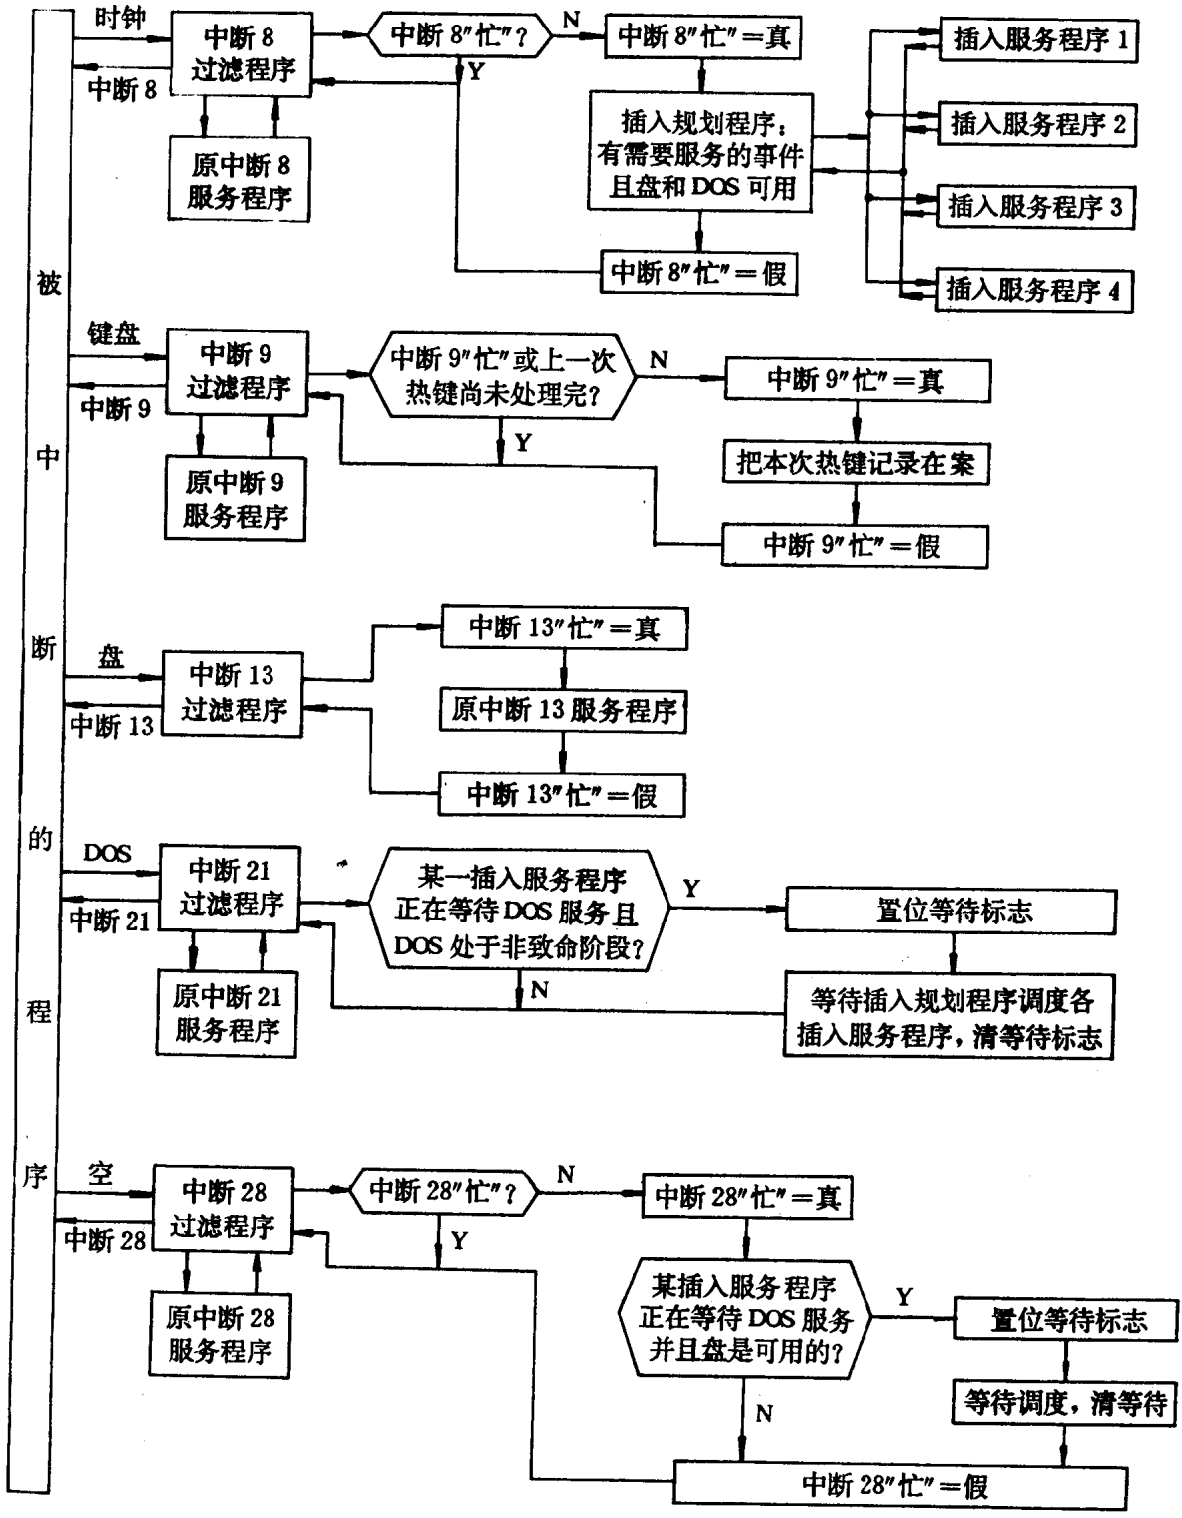 被中断的程序
时钟
中断 8
中断 8
过滤程序
原中断 8
服务程序
中断 8″忙″?
N
Y
中断 8″忙″＝真
插入规划程序:
有需要服务的事件
且盘和 DOS 可用
中断 8″忙″＝假
插入服务程序 1
插入服务程序 2
插入服务程序 3
插入服务程序 4
键盘
中断 9
中断 9
过滤程序
原中断 9
服务程序
中断 9″忙″或上一次
热键尚未处理完?
N
Y
中断 9″忙″＝真
把本次热键记录在案
中断 9″忙″＝假
盘
中断 13
中断 13
过滤程序
中断 13″忙″＝真
原中断 13 服务程序
中断 13″忙″＝假
DOS
中断 21
中断 21
过滤程序
原中断 21
服务程序
某一插入服务程序
正在等待 DOS 服务且
DOS 处于非致命阶段?
Y
N
置位等待标志
等待插入规划程序调度各
插入服务程序，清等待标志
空
中断 28
中断 28
过滤程序
原中断 28
服务程序
中断 28″忙″?
N
Y
中断 28″忙″＝真
某插入服务程序
正在等待 DOS 服务
并且盘是可用的?
Y
N
置位等待标志
等待调度，清等待
中断 28″忙″＝假